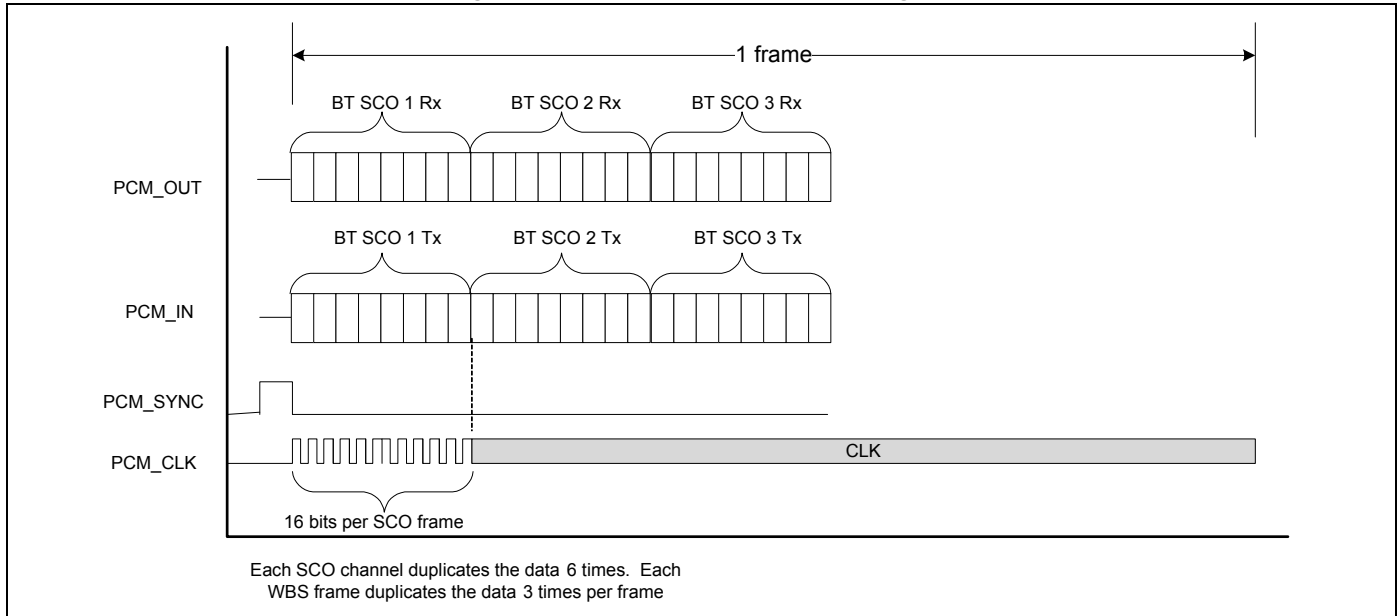 1 frame
BT SCO 1 Rx
BT SCO 2 Rx
BT SCO 3 Rx
PCM_OUT
BT SCO 1 Tx
BT SCO 2 Tx
BT SCO 3 Tx
PCM_IN
PCM_SYNC
PCM_CLK
CLK
16 bits per SCO frame
Each SCO channel duplicates the data 6 times. Each
WBS frame duplicates the data 3 times per frame